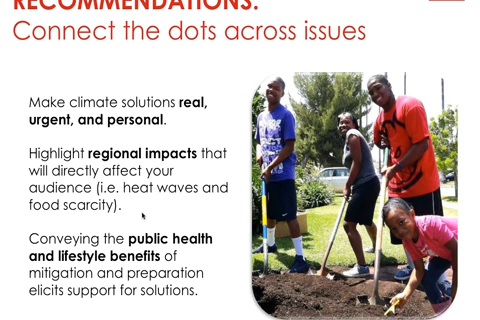 RECOMMENDATIONS:
Connect the dots across issues
Make climate solutions real,
urgent, and personal.
Highlight regional impacts that
will directly affect your
audience (i.e. heat waves and
food scarcity).
Conveying the public health
and lifestyle benefits of
mitigation and preparation
elicits support for solutions.